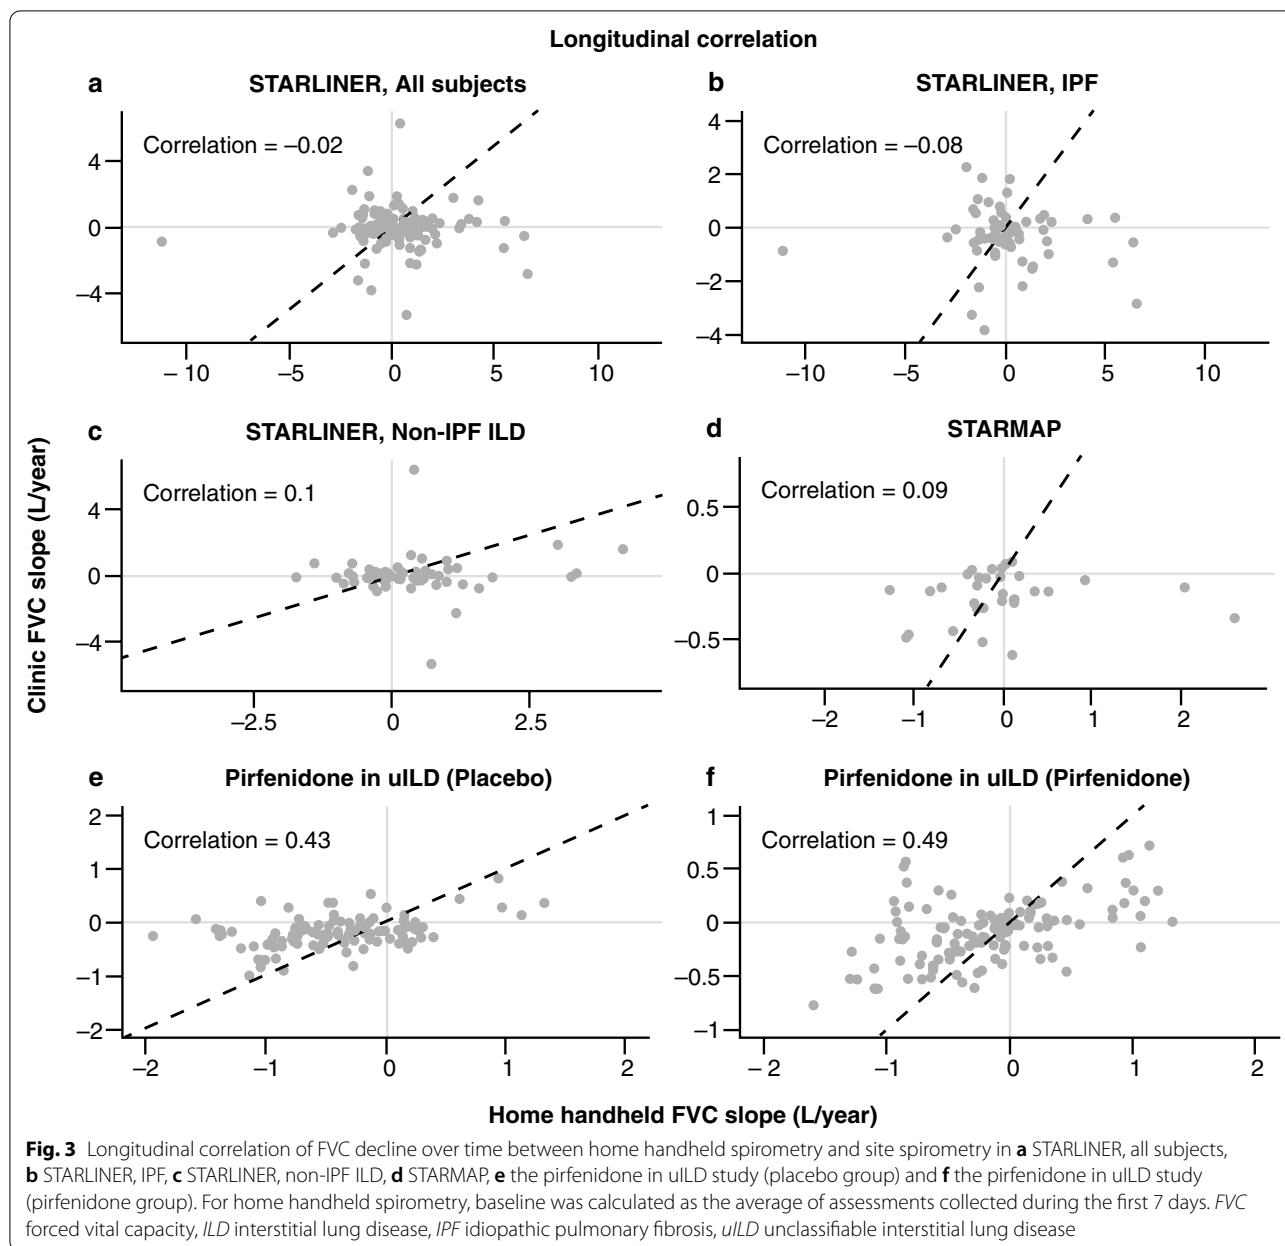 Longitudinal correlation
a STARLINER, All subjects
Correlation = –0.02
4
0
–4
– 10 –5 0 5 10
b STARLINER, IPF
Correlation = –0.08
4
2
0
–2
–4
–10 –5 0 5 10
Clinic FVC slope (L/year)
c STARLINER, Non-IPF ILD
Correlation = 0.1
4
0
–4
–2.5 0 2.5
d STARMAP
Correlation = 0.09
0.5
0
–0.5
–2 –1 0 1 2
e Pirfenidone in uILD (Placebo)
Correlation = 0.43
2
1
0
–1
–2
–2 –1 0 1 2
f Pirfenidone in uILD (Pirfenidone)
Correlation = 0.49
1
0.5
0
–0.5
–1
– 2 –1 0 1 2
Home handheld FVC slope (L/year)
Fig. 3 Longitudinal correlation of FVC decline over time between home handheld spirometry and site spirometry in a STARLINER, all subjects,
b STARLINER, IPF, c STARLINER, non-IPF ILD, d STARMAP, e the pirfenidone in uILD study (placebo group) and f the pirfenidone in uILD study
(pirfenidone group). For home handheld spirometry, baseline was calculated as the average of assessments collected during the first 7 days. FVC
forced vital capacity, ILD interstitial lung disease, IPF idiopathic pulmonary fibrosis, uILD unclassifiable interstitial lung disease